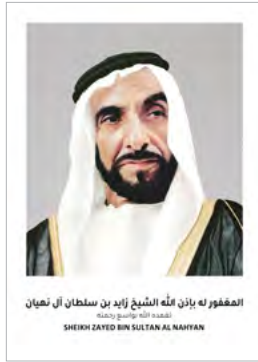 المغفور له بإذن الله الشيخ زايد بن سلطان آل نهيان
تغمده الله بواسع رحمته
SHEIKH ZAYED BIN SULTAN AL NAHYAN